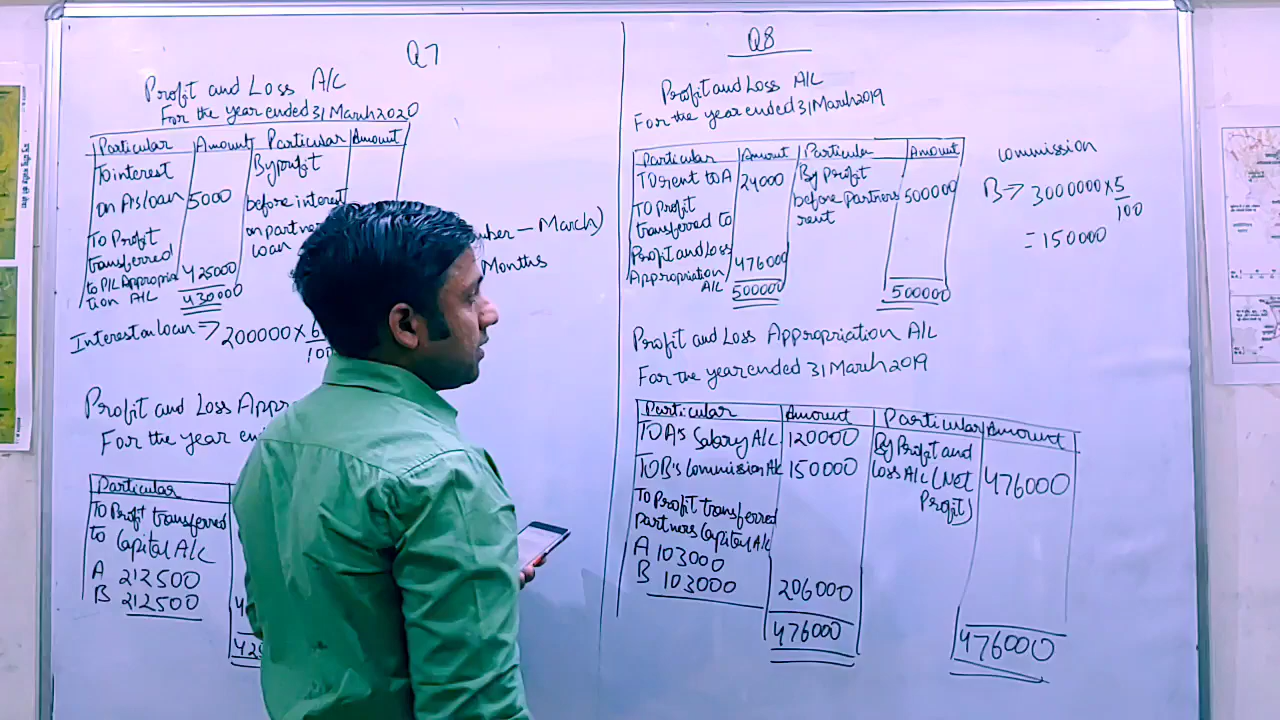 Q7
Profit and Loss A/C
For the year ended 31 March 2020
Particular Amount Particular Amount
To interest
on A's loan 5000
To Profit
transferred
to P/L Appropria
tion A/C 425000
430000
By profit
before interest
on partner
loan
March)
Months
Interest on loan => 200000 × 6
100
Profit and Loss Appr
For the year en
Particular
To Profit transferred
to Capital A/C
A 212500
B 212500
Q8
Profit and Loss A/C
For the year ended 31 March 2019
Particular Amount Particular Amount
To rent to A 24000
To Profit
transferred to
Profit and Loss
Appropriation
A/C 476000
500000
By Profit
before Partners 500000
rent
500000
commission
B => 3000000 × 5
100
= 150000
Profit and Loss Appropriation A/C
For the year ended 31 March 2019
Particular Amount Particular Amount
To A's Salary A/C 120000
To B's Commission A/C 150000
To Profit transferred
Partners Capital A/C
A 103000
B 103000 206000
476000
By Profit and
Loss A/C (Net 476000
Profit)
476000